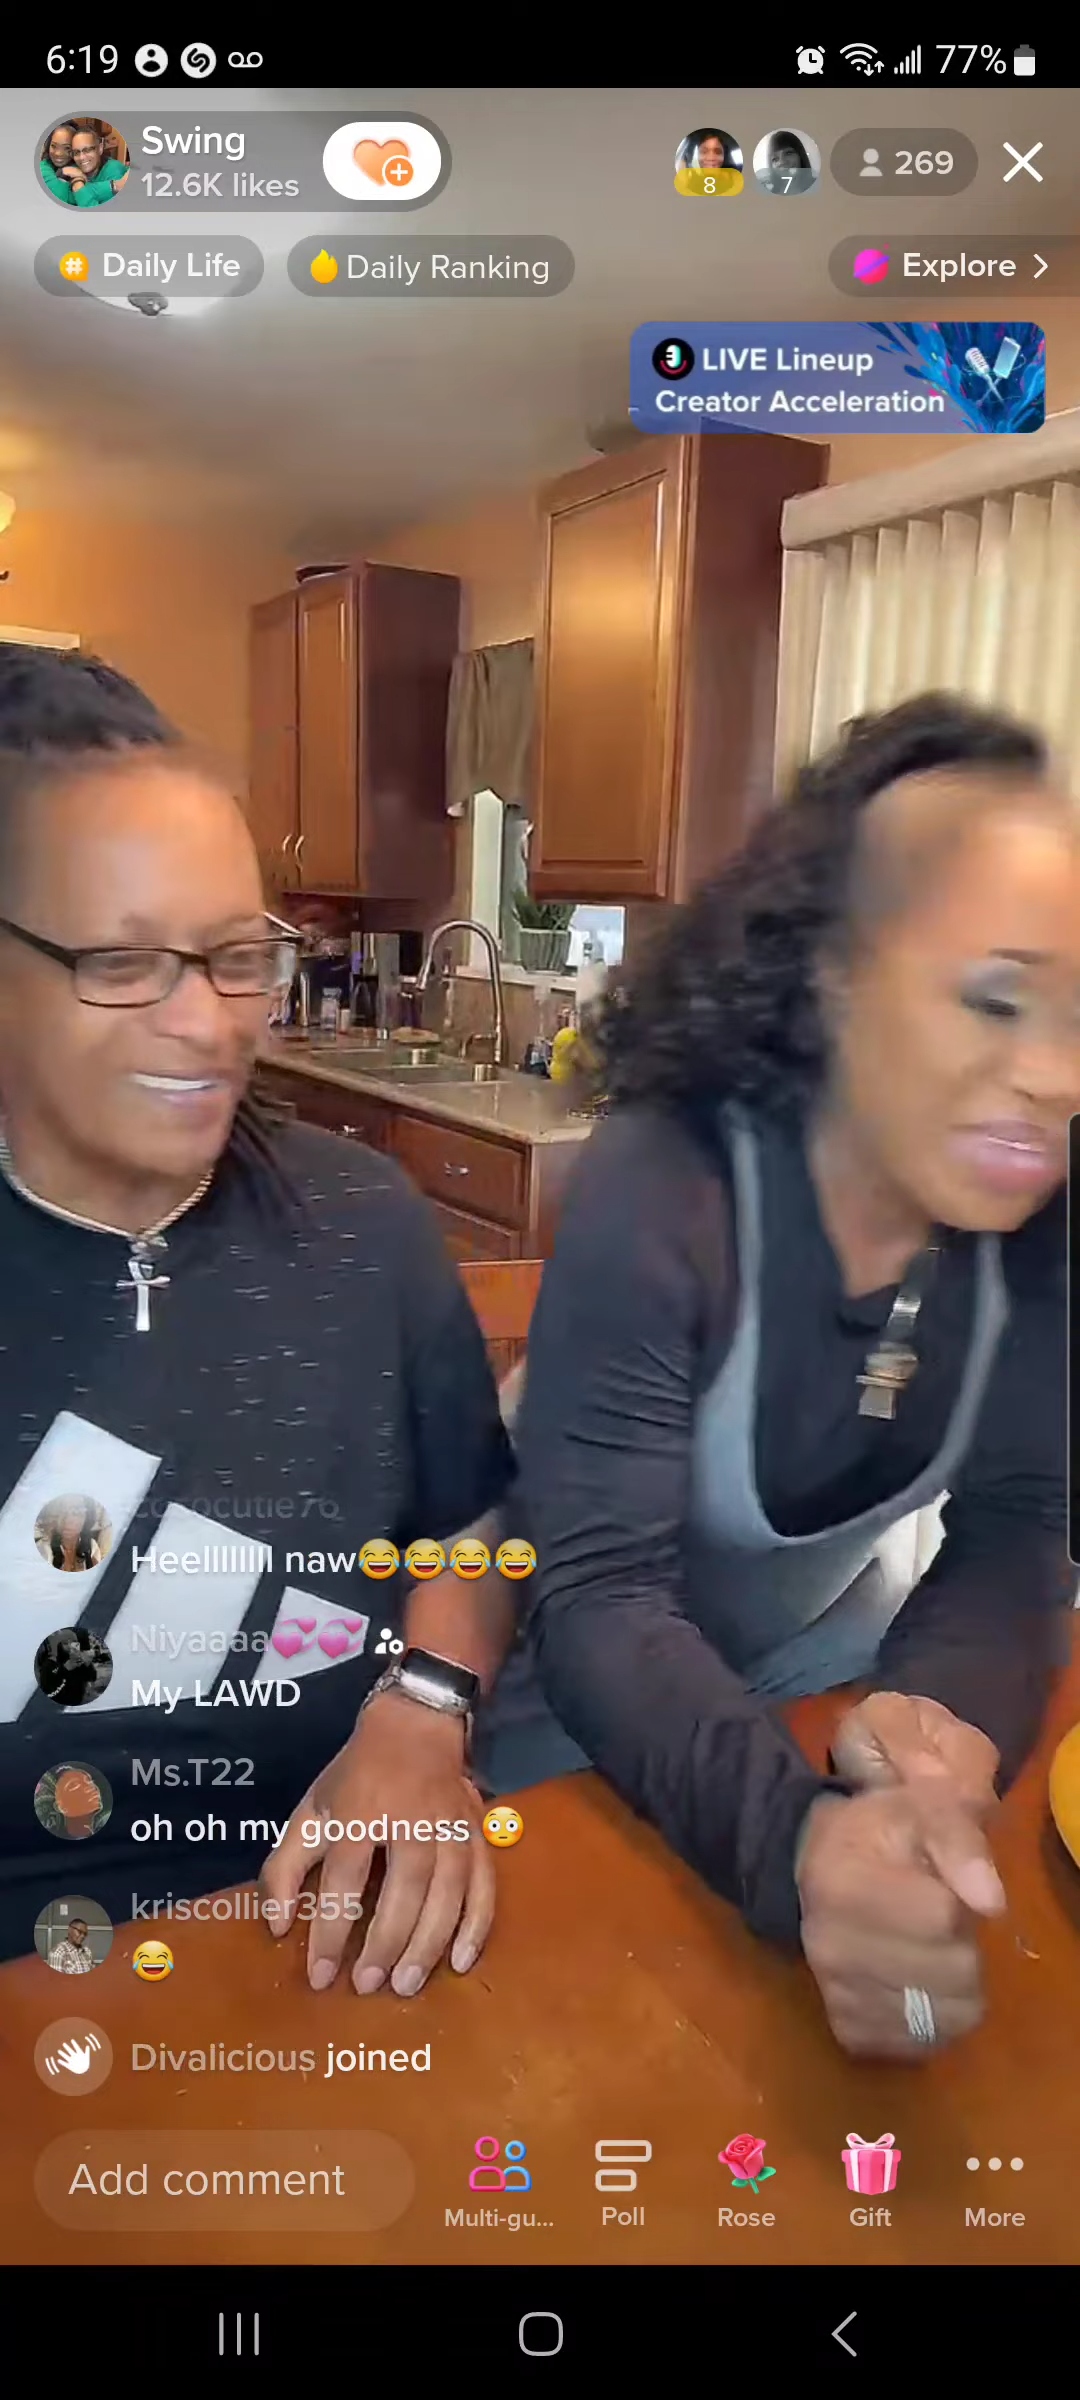 6:19
77%
Swing
12.6K likes
8
7
269
Daily Life
Daily Ranking
Explore >
LIVE Lineup
Creator Acceleration
cococutie76
Heellllllll naw😂😂😂😂
Niyaaaa💞💞
My LAWD
Ms.T22
oh oh my goodness 😳
kriscollier355
😂
Divalicious joined
Add comment
Multi-gu...
Poll
Rose
Gift
More